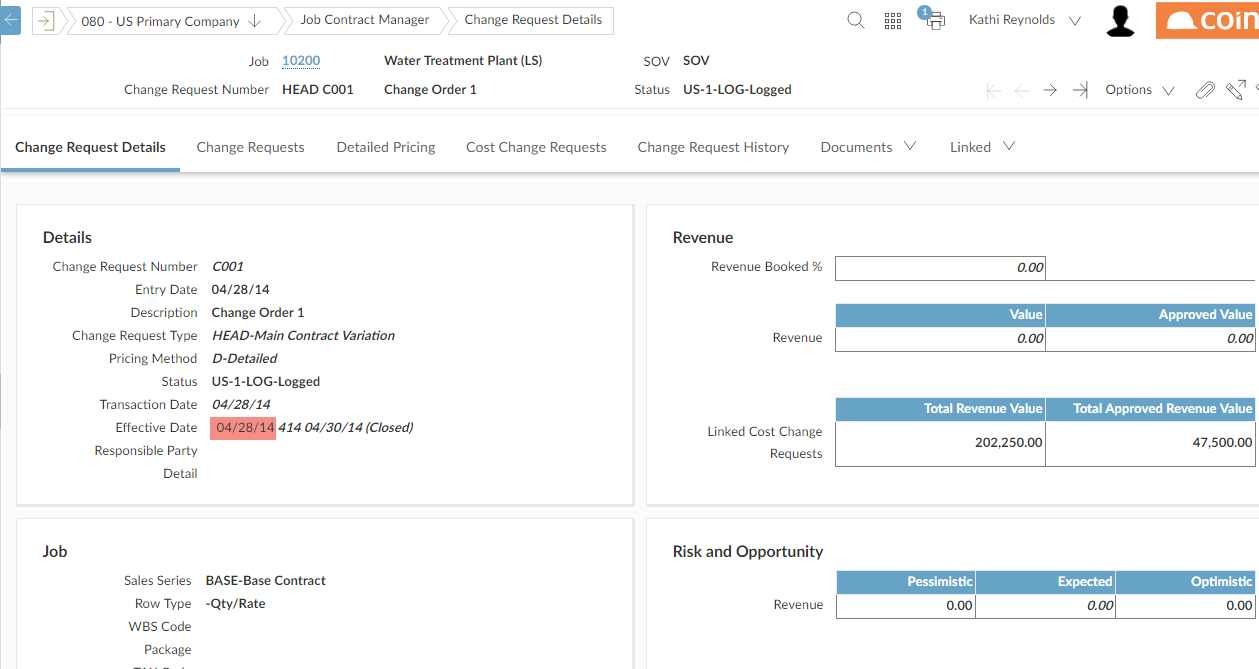 080 - US Primary Company
Job Contract Manager
Change Request Details
1
Kathi Reynolds
Job 10200 Water Treatment Plant (LS) SOV SOV
Change Request Number HEAD C001 Change Order 1 Status US-1-LOG-Logged
Options
Change Request Details Change Requests Detailed Pricing Cost Change Requests Change Request History Documents Linked
Details
Change Request Number C001
Entry Date 04/28/14
Description Change Order 1
Change Request Type HEAD-Main Contract Variation
Pricing Method D-Detailed
Status US-1-LOG-Logged
Transaction Date 04/28/14
Effective Date 04/28/14 414 04/30/14 (Closed)
Responsible Party
Detail
Revenue
Revenue Booked % 0.00
Value Approved Value
Revenue 0.00 0.00
Total Revenue Value Total Approved Revenue Value
Linked Cost Change
Requests 202,250.00 47,500.00
Job
Sales Series BASE-Base Contract
Row Type -Qty/Rate
WBS Code
Package
Risk and Opportunity
Pessimistic Expected Optimistic
Revenue 0.00 0.00 0.00